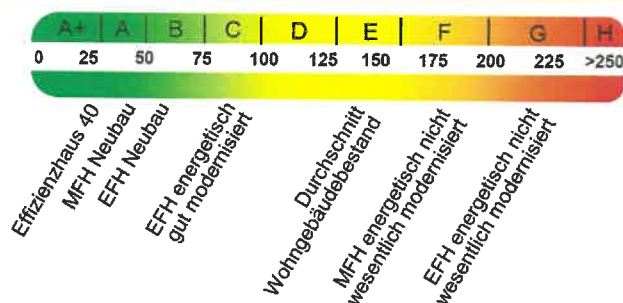 A+ A B C D E F G H
0 25 50 75 100 125 150 175 200 225 >250
Effizienzhaus 40
MFH Neubau
EFH Neubau
EFH energetisch
gut modernisiert
Durchschnitt
Wohngebäudebestand
MFH energetisch nicht
wesentlich modernisiert
EFH energetisch nicht
wesentlich modernisiert